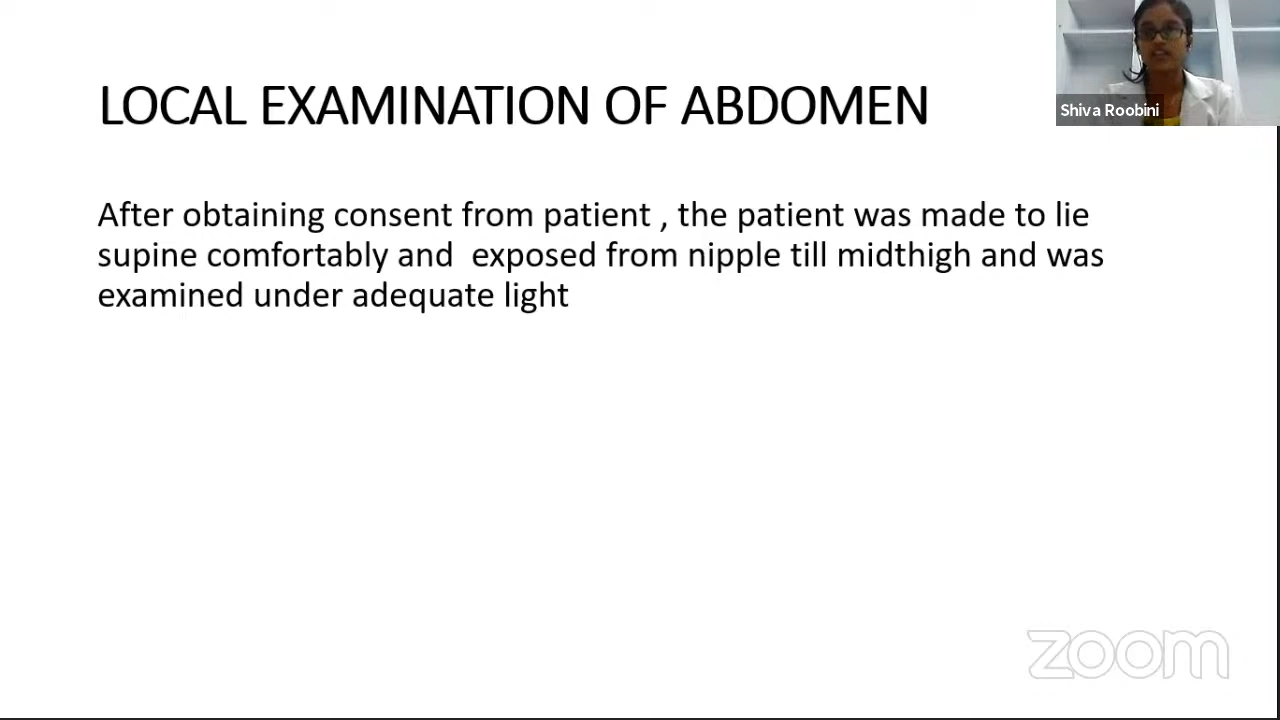 LOCAL EXAMINATION OF ABDOMEN
Shiva Roobini
After obtaining consent from patient , the patient was made to lie
supine comfortably and  exposed from nipple till midthigh and was
examined under adequate light
zoom